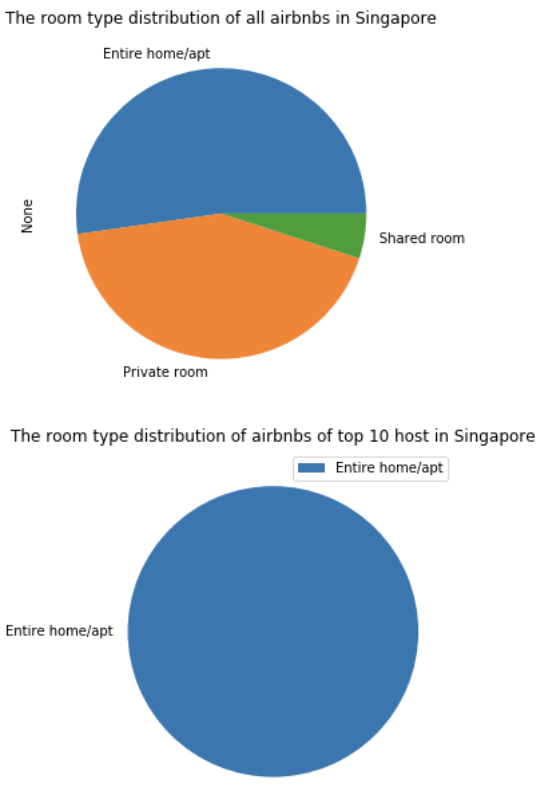 The room type distribution of all airbnbs in Singapore
Entire home/apt
None
Shared room
Private room
The room type distribution of airbnbs of top 10 host in Singapore
Entire home/apt
Entire home/apt